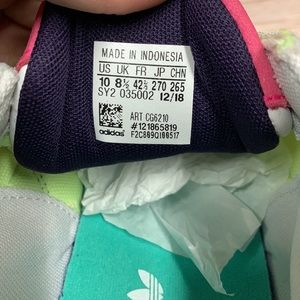 MADE IN INDONESIA
US UK FR JP CHN
10 8½ 42⅔ 270 265
SY2 035002 12/18
ART CG6210
#121865819
F2C869Q166517
adidas